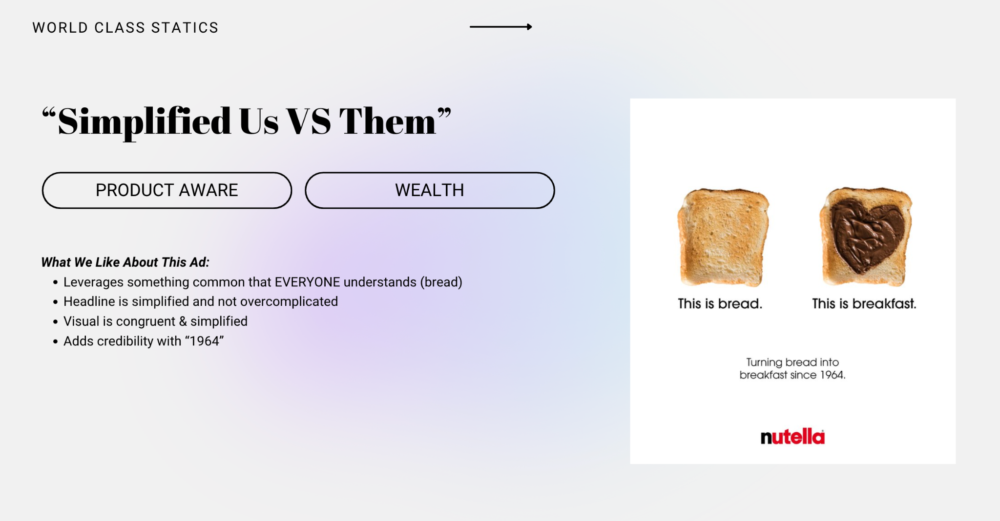 WORLD CLASS STATICS
“Simplified Us VS Them”
PRODUCT AWARE
WEALTH
What We Like About This Ad:
• Leverages something common that EVERYONE understands (bread)
• Headline is simplified and not overcomplicated
• Visual is congruent & simplified
• Adds credibility with “1964”
This is bread.
This is breakfast.
Turning bread into
breakfast since 1964.
nutella